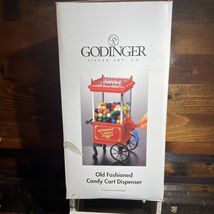 GODINGER
SILVER ART CO.
Old Fashioned
Candy Cart Dispenser